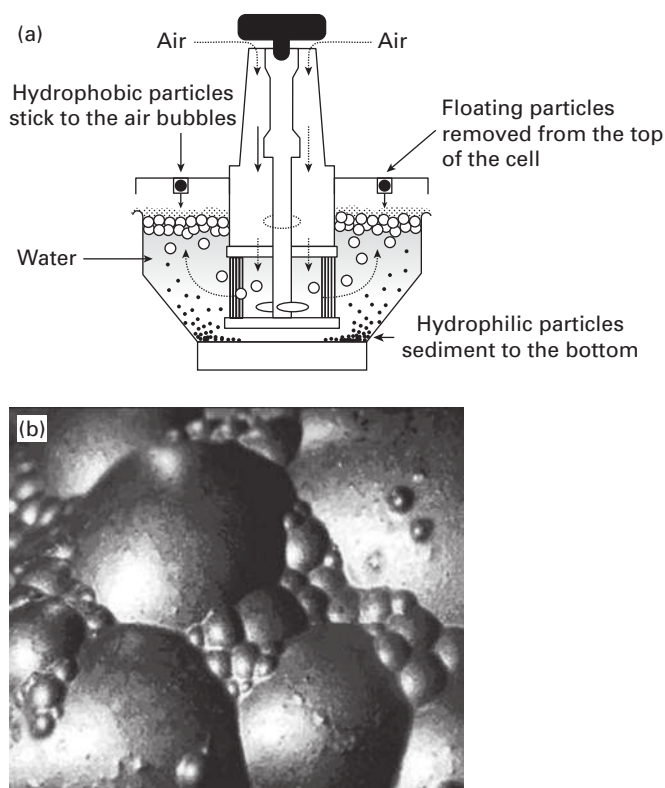 (a)
Air
Air
Hydrophobic particles
stick to the air bubbles
Floating particles
removed from the top
of the cell
Water
Hydrophilic particles
sediment to the bottom
(b)